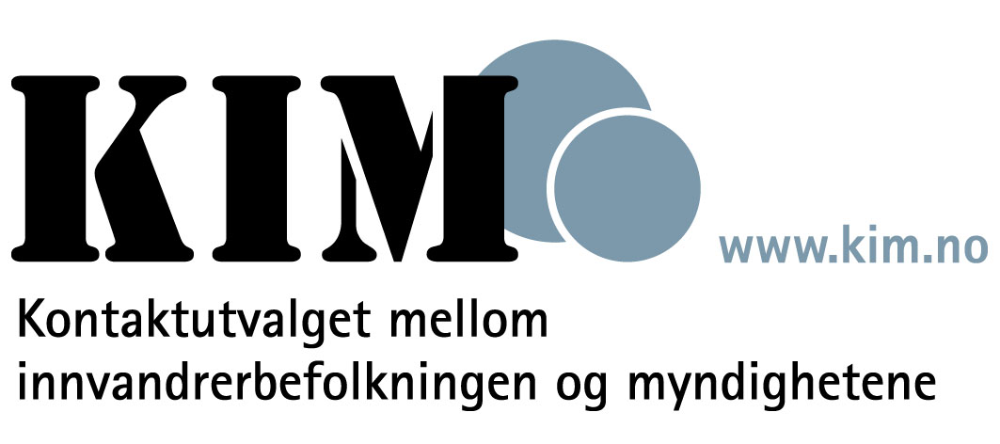 KIM
www.kim.no
Kontaktutvalget mellom
innvandrerbefolkningen og myndighetene